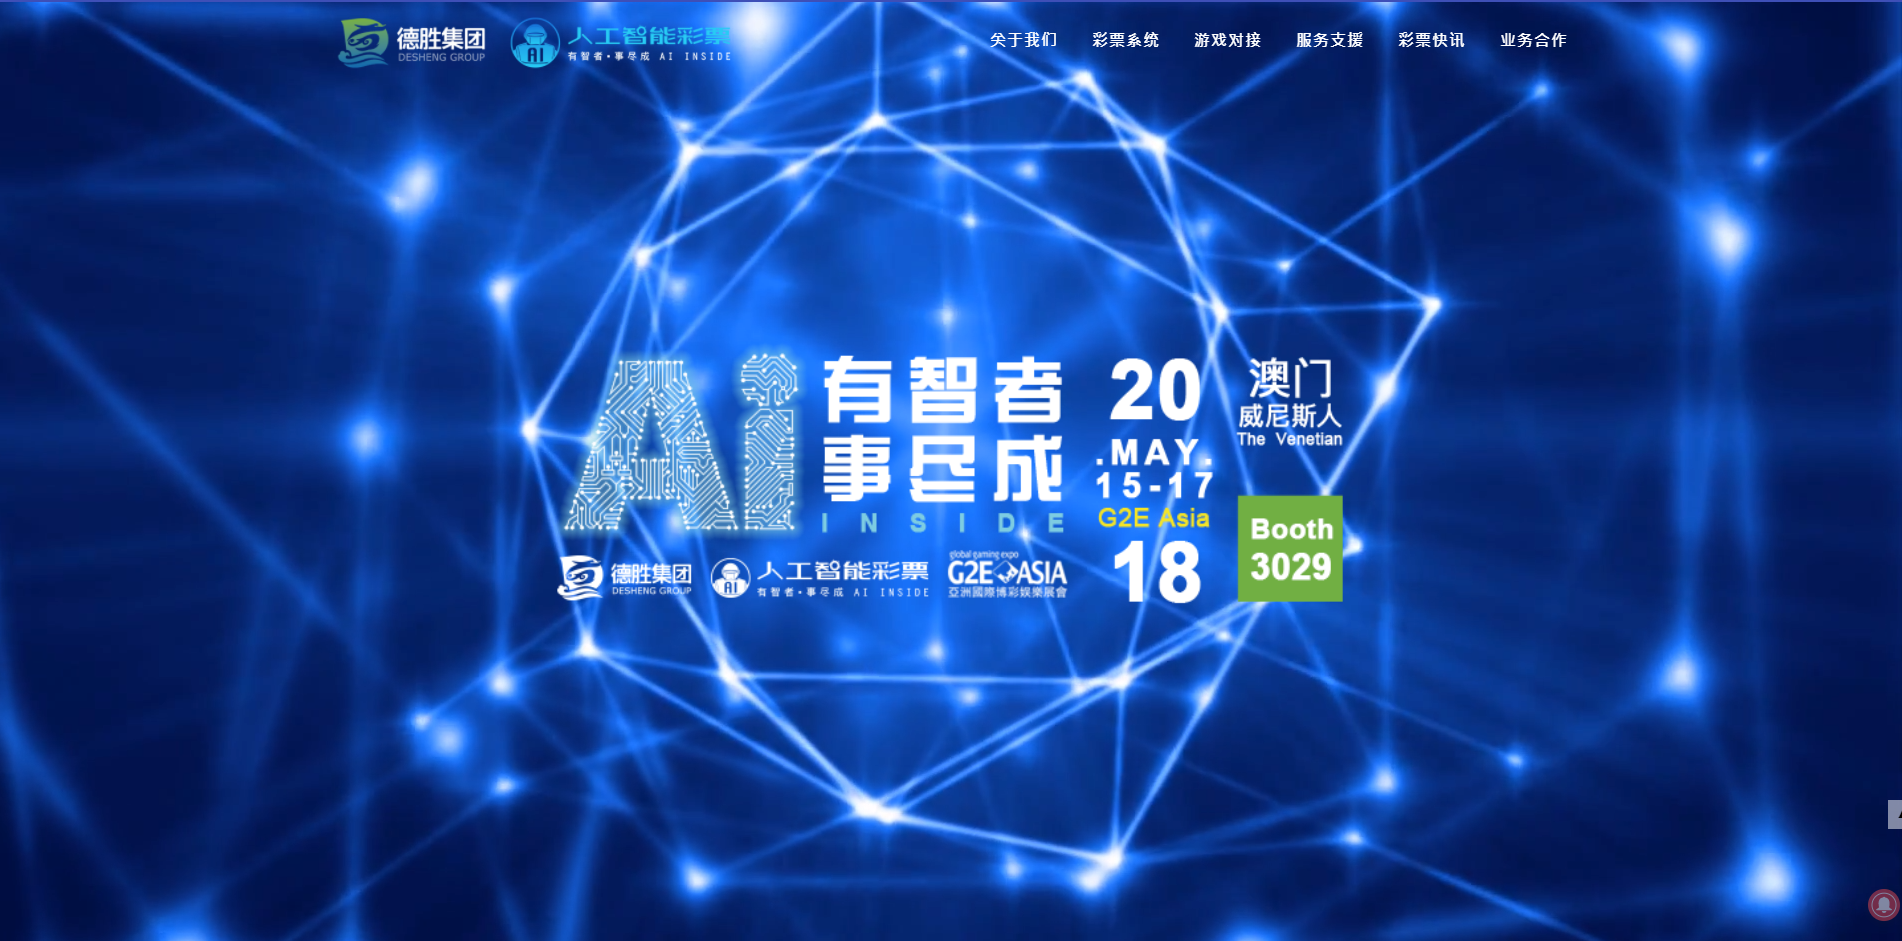 德胜集团
DESHENG GROUP
人工智能彩票
有智者·事尽成 AI INSIDE
AI
关于我们 彩票系统 游戏对接 服务支援 彩票快讯 业务合作
Ai
有智者
事尽成
INSIDE
20
.MAY.
15-17
G2E Asia
18
澳门
威尼斯人
The Venetian
Booth
3029
德胜集团
DESHENG GROUP
AI
人工智能彩票
有智者·事尽成 AI INSIDE
global gaming expo
G2E ASIA
亞洲國際博彩娛樂展會